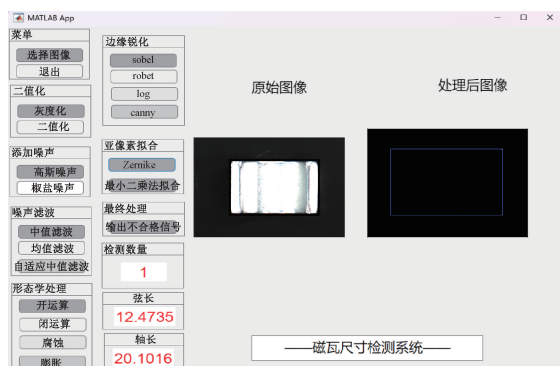 MATLAB App
菜单
选择图像
退出
二值化
灰度化
二值化
添加噪声
高斯噪声
椒盐噪声
噪声滤波
中值滤波
均值滤波
自适应中值滤波
形态学处理
开运算
闭运算
腐蚀
膨胀
边缘锐化
sobel
robet
log
canny
亚像素拟合
Zernike
最小二乘法拟合
最终处理
输出不合格信号
检测数量
1
弦长
12.4735
轴长
20.1016
原始图像
处理后图像
——磁瓦尺寸检测系统——